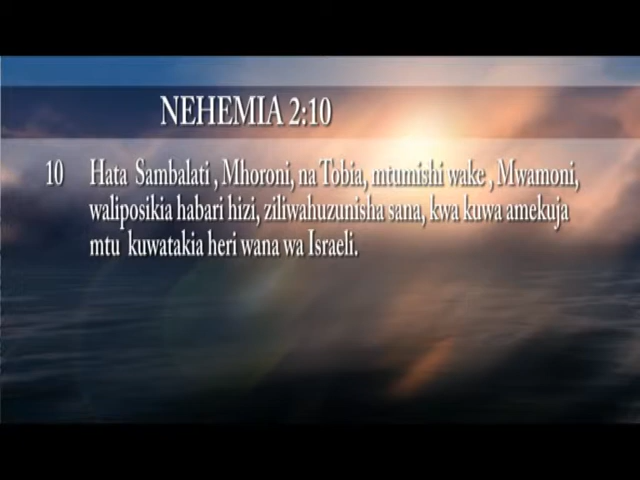 NEHEMIA 2:10
10 Hata Sambalati , Mhoroni, na Tobia, mtumishi wake , Mwamoni,
waliposikia habari hizi, ziliwahuzunisha sana, kwa kuwa amekuja
mtu kuwatakia heri wana wa Israeli.